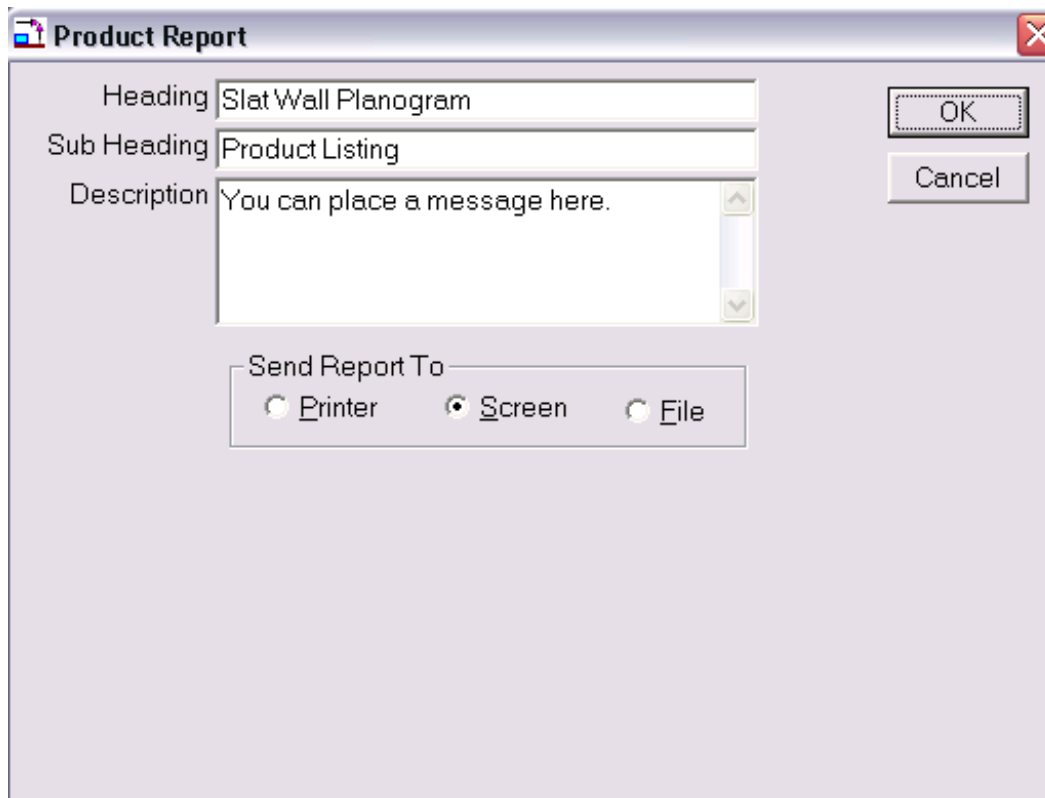 Product Report
Heading Slat Wall Planogram
OK
Sub Heading Product Listing
Cancel
Description You can place a message here.
Send Report To
Printer Screen File